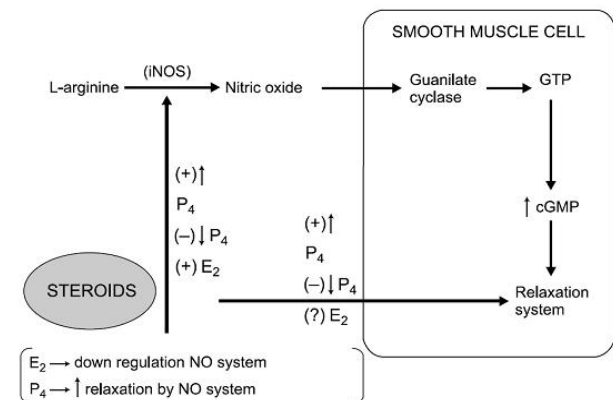 SMOOTH MUSCLE CELL
(iNOS)
L-arginine
Nitric oxide
Guanilate
cyclase
GTP
(+)↑
P₄
(–)↓ P₄
(+) E₂
(+)↑
P₄
(–)↓ P₄
(?) E₂
↑ cGMP
Relaxation
system
STEROIDS
E₂ → down regulation NO system
P₄ → ↑ relaxation by NO system